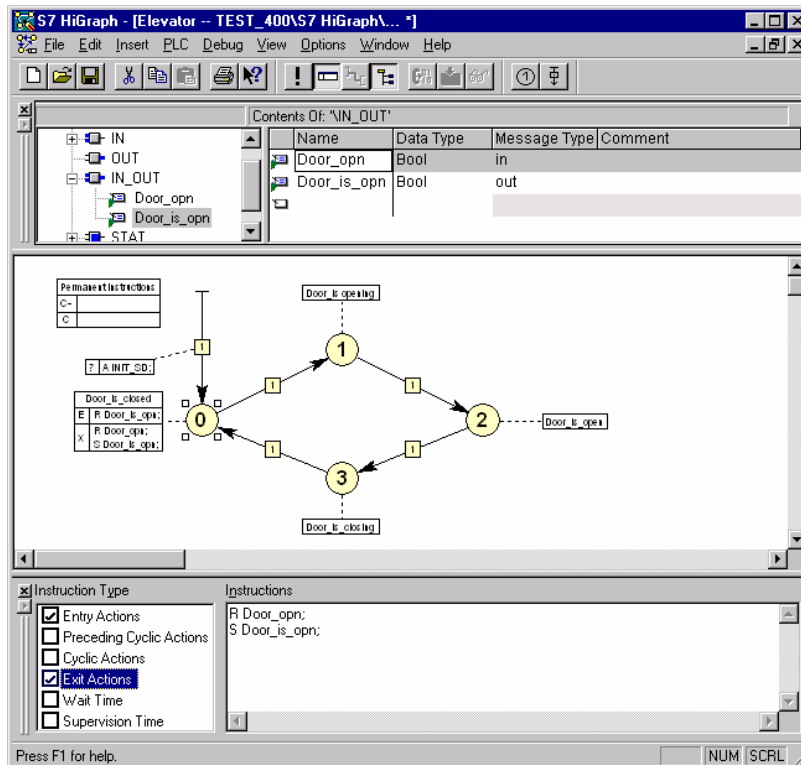 S7 HiGraph - [Elevator -- TEST_400\S7 HiGraph\... *]
File Edit Insert PLC Debug View Options Window Help
Contents Of: '\IN_OUT'
IN
OUT
IN_OUT
Door_opn
Door_is_opn
STAT
Name Data Type Message Type Comment
Door_opn Bool in
Door_is_opn Bool out
Permanent Instructions
C-
C
1
? A INIT_SD;
Door_is_closed
E R Door_is_opn;
X R Door_opn;
S Door_is_opn;
0
1
Door_is opening
1
1
2
Door_is_open
1
3
1
Door_is_closing
Instruction Type
Entry Actions
Preceding Cyclic Actions
Cyclic Actions
Exit Actions
Wait Time
Supervision Time
Instructions
R Door_opn;
S Door_is_opn;
Press F1 for help.
NUM SCRL